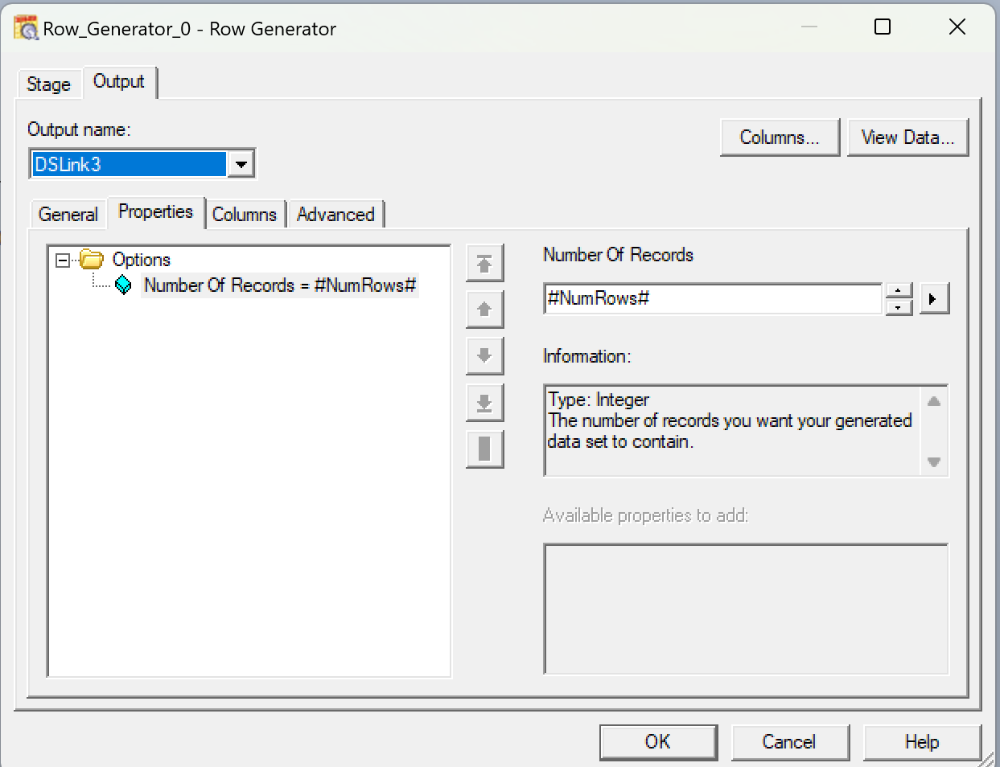 Row_Generator_0 - Row Generator
Stage
Output
Output name:
Columns...
View Data...
DSLink3
General
Properties
Columns
Advanced
Options
Number Of Records = #NumRows#
Number Of Records
#NumRows#
Information:
Type: Integer
The number of records you want your generated
data set to contain.
Available properties to add:
OK
Cancel
Help